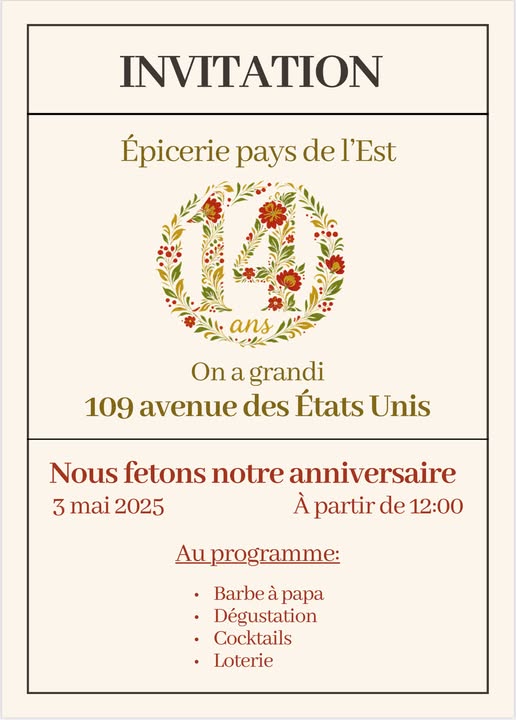 INVITATION
Épicerie pays de l'Est
14
ans
On a grandi
109 avenue des États Unis
Nous fetons notre anniversaire
3 mai 2025 À partir de 12:00
Au programme:
• Barbe à papa
• Dégustation
• Cocktails
• Loterie